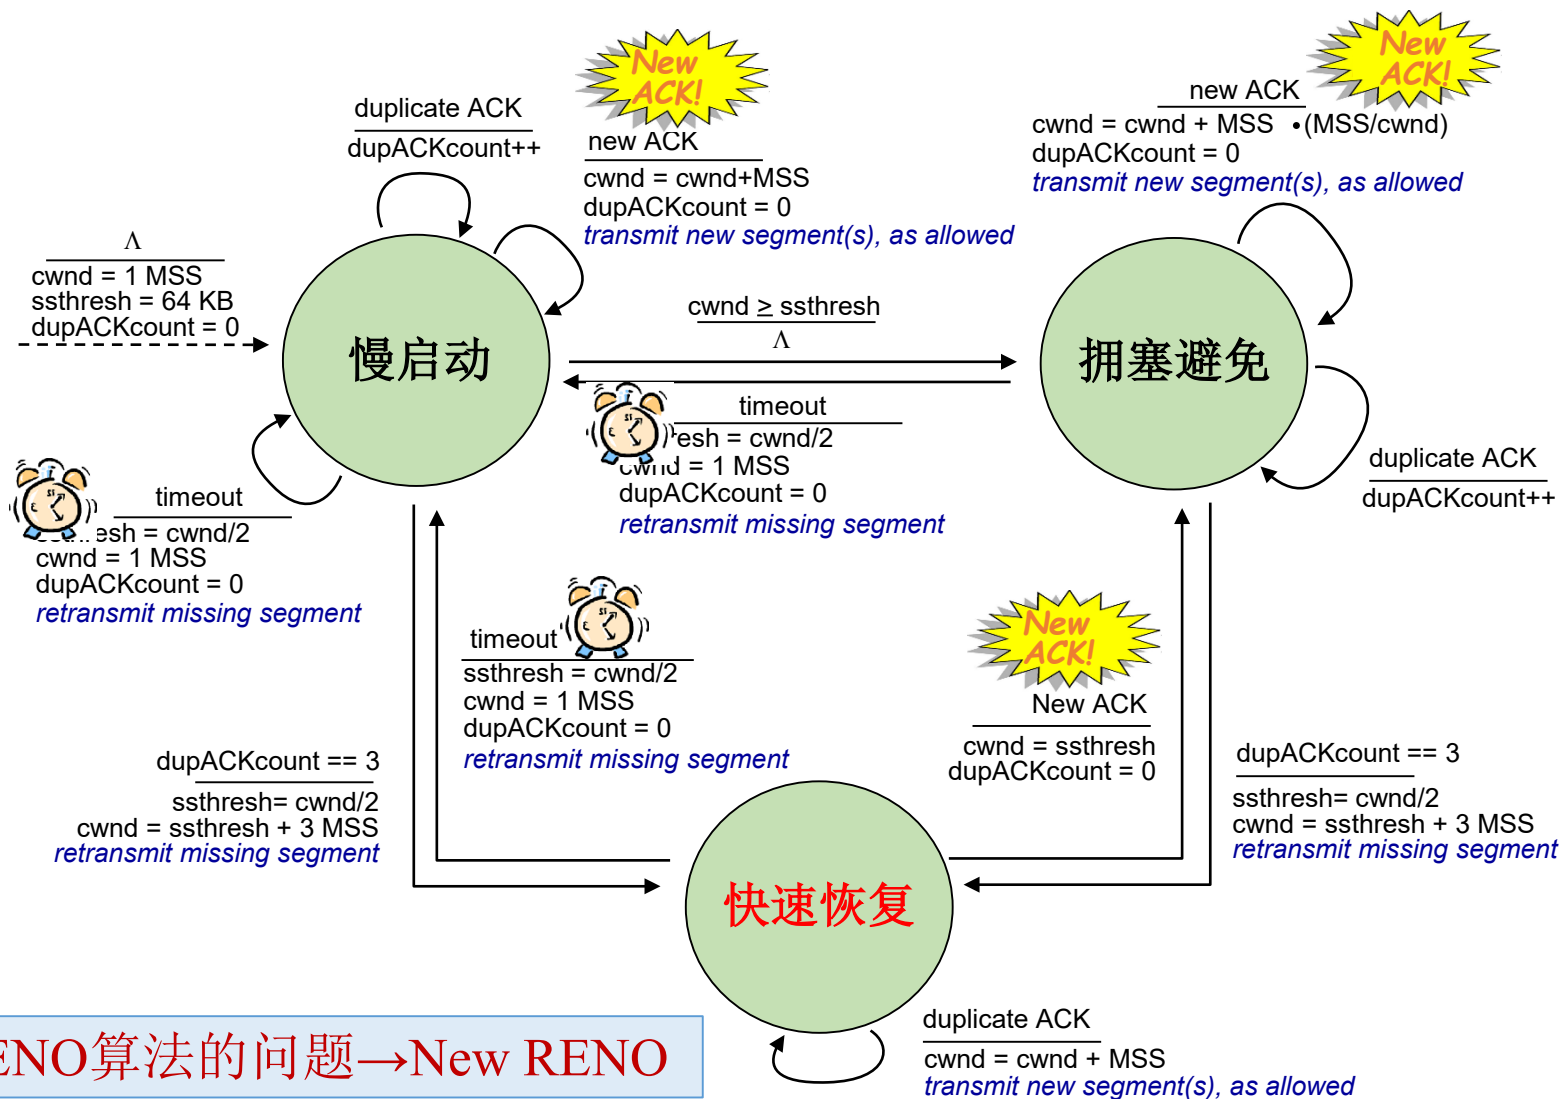 New
ACK!
duplicate ACK
dupACKcount++
new ACK
cwnd = cwnd+MSS
dupACKcount = 0
transmit new segment(s), as allowed
New
ACK!
new ACK
cwnd = cwnd + MSS •(MSS/cwnd)
dupACKcount = 0
transmit new segment(s), as allowed
Λ
cwnd = 1 MSS
ssthresh = 64 KB
dupACKcount = 0
慢启动
cwnd ≥ ssthresh
Λ
拥塞避免
timeout
esh = cwnd/2
cwnd = 1 MSS
dupACKcount = 0
retransmit missing segment
duplicate ACK
dupACKcount++
timeout
esh = cwnd/2
cwnd = 1 MSS
dupACKcount = 0
retransmit missing segment
timeout
ssthresh = cwnd/2
cwnd = 1 MSS
dupACKcount = 0
retransmit missing segment
New
ACK!
New ACK
cwnd = ssthresh
dupACKcount = 0
dupACKcount == 3
ssthresh= cwnd/2
cwnd = ssthresh + 3 MSS
retransmit missing segment
dupACKcount == 3
ssthresh= cwnd/2
cwnd = ssthresh + 3 MSS
retransmit missing segment
快速恢复
duplicate ACK
cwnd = cwnd + MSS
transmit new segment(s), as allowed
ENO算法的问题→New RENO